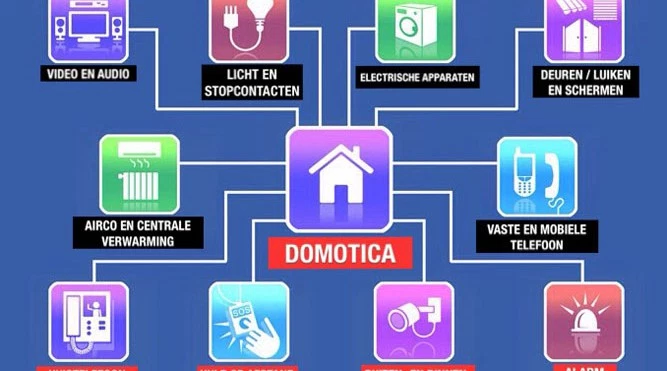 VIDEO EN AUDIO
LICHT EN
STOPCONTACTEN
ELECTRISCHE APPARATEN
DEUREN / LUIKEN
EN SCHERMEN
AIRCO EN CENTRALE
VERWARMING
VASTE EN MOBIELE
TELEFOON
DOMOTICA
SOS
ALARM